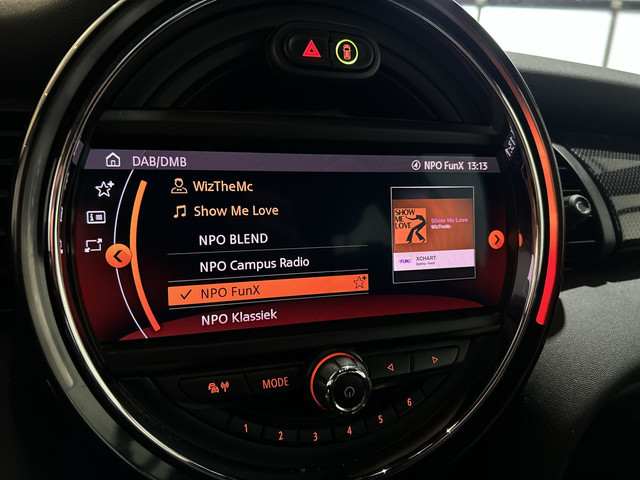 DAB/DMB
NPO FunX 13:13
WizTheMc
Show Me Love
NPO BLEND
NPO Campus Radio
NPO FunX
NPO Klassiek
SHOW
ME
LOVE
Show Me Love
WizTheMc
FUNX
XCHART
MODE
1 2 3 4 5 6